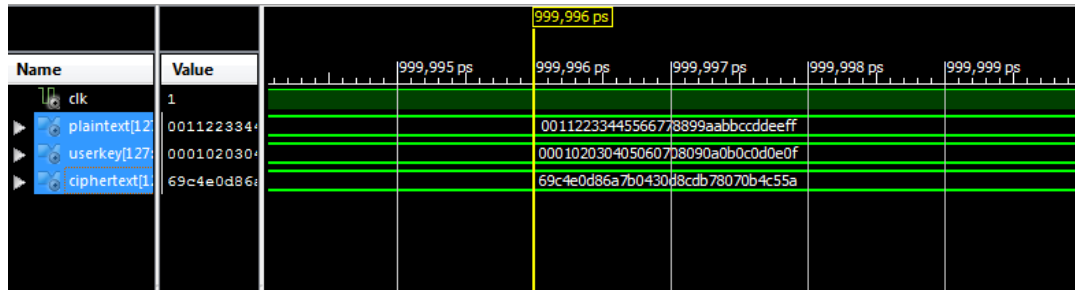 999,996 ps
Name Value 999,995 ps 999,996 ps 999,997 ps 999,998 ps 999,999 ps
clk 1
plaintext[12 0011223344 00112233445566778899aabbccddeeff
userkey[127: 000102030 000102030405060708090a0b0c0d0e0f
ciphertext[1 69c4e0d86a 69c4e0d86a7b0430d8cdb78070b4c55a